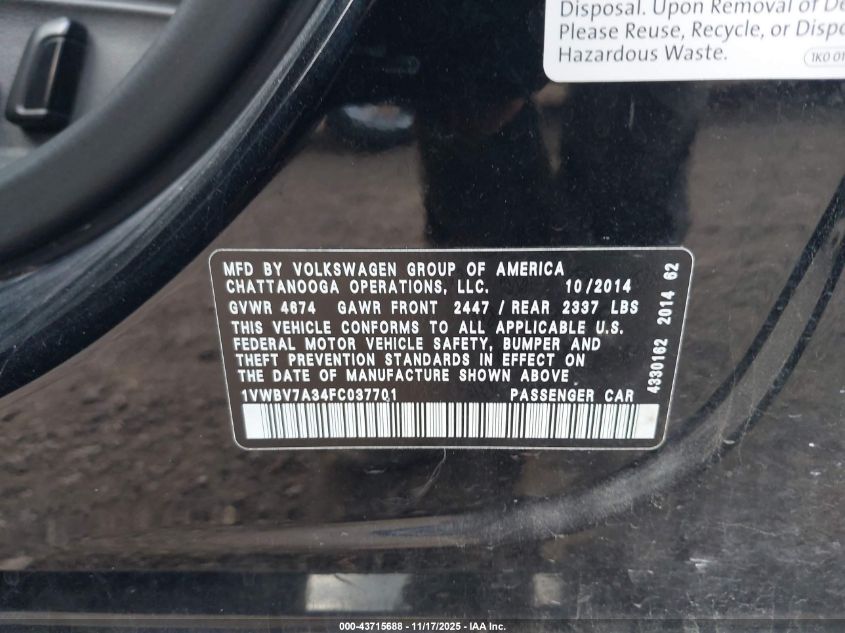 Disposal. Upon Removal of
Please Reuse, Recycle, or
Hazardous Waste.
1K0
MFD BY VOLKSWAGEN GROUP OF AMERICA
CHATTANOOGA OPERATIONS, LLC. 10/2014
GVWR 4674 GAWR FRONT 2447 / REAR 2337 LBS
THIS VEHICLE CONFORMS TO ALL APPLICABLE U.S.
FEDERAL MOTOR VEHICLE SAFETY, BUMPER AND
THEFT PREVENTION STANDARDS IN EFFECT ON
THE DATE OF MANUFACTURE SHOWN ABOVE
1VWBV7A34FC037701 PASSENGER CAR
4330162 2014 62
000-43715688 - 11/17/2025 - IAA Inc.